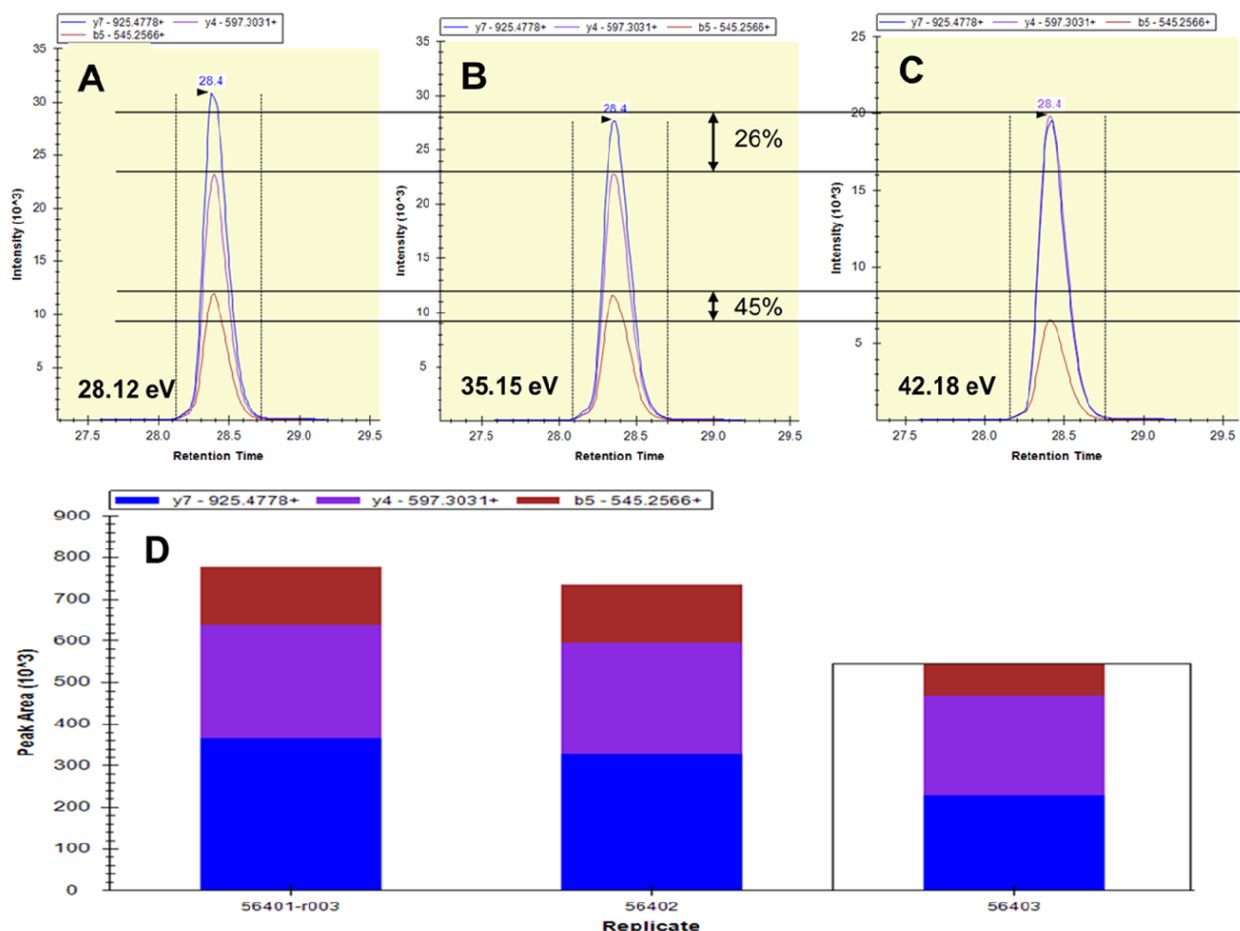 y7 - 925.4778+ y4 - 597.3031+
b5 - 545.2566+
A
28.4
35
30
25
20
15
10
5
Intensity (10^3)
28.12 eV
27.5 28.0 28.5 29.0 29.5
Retention Time
y7 - 925.4778+ y4 - 597.3031+ b5 - 545.2566+
B
28.4
35
30
25
20
15
10
5
Intensity (10^3)
26%
45%
35.15 eV
27.5 28.0 28.5 29.0 29.5
Retention Time
y7 - 925.4778+ y4 - 597.3031+ b5 - 545.2566+
C
28.4
25
20
15
10
5
Intensity (10^3)
42.18 eV
27.5 28.0 28.5 29.0 29.5
Retention Time
y7 - 925.4778+ y4 - 597.3031+ b5 - 545.2566+
D
900
800
700
600
500
400
300
200
100
0
Peak Area (10^3)
56401-r003 56402 56403
Replicate